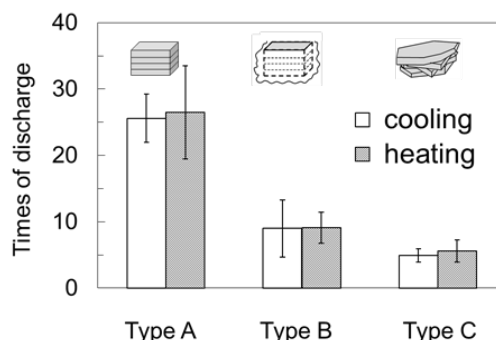 40
30
20
10
0
Times of discharge
cooling
heating
Type A
Type B
Type C